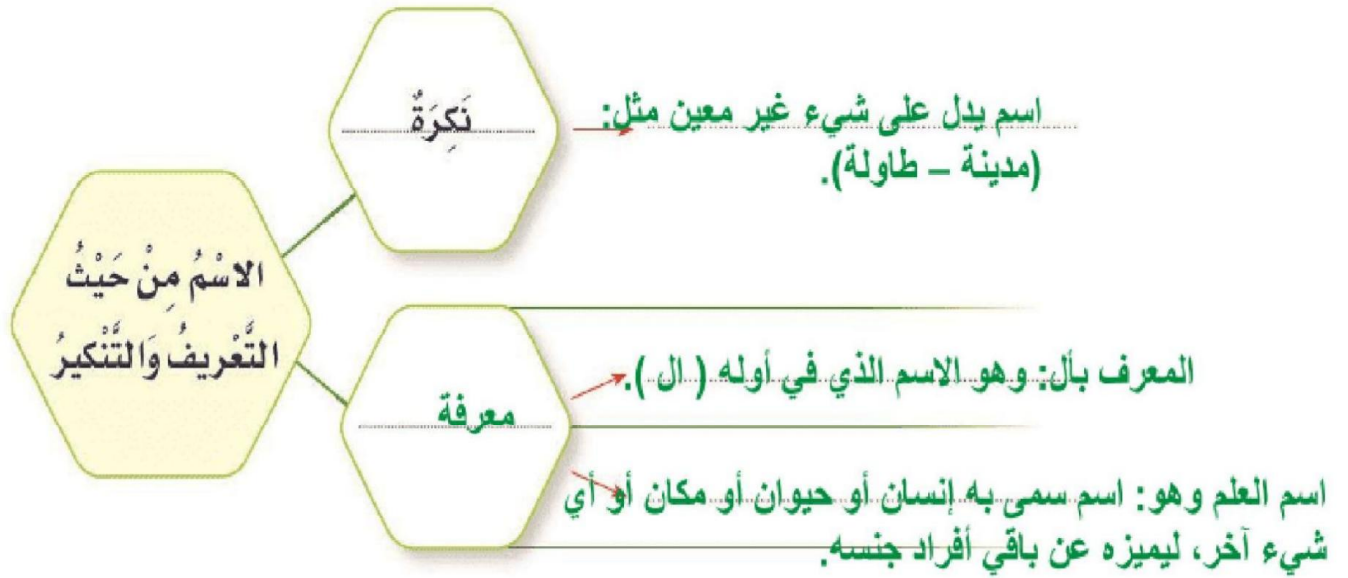 الاسْمُ مِنْ حَيْثُ
التَّعْرِيفُ وَالتَّنْكيرُ
نَكِرَةٌ
اسم يدل على شيء غير معين مثل:
(مدينة – طاولة).
معرفة
المعرف بأل: وهو الاسم الذي في أوله ( ال ).
اسم العلم وهو: اسم سمى به إنسان أو حيوان أو مكان أو أي
شيء آخر، ليميزه عن باقي أفراد جنسه.